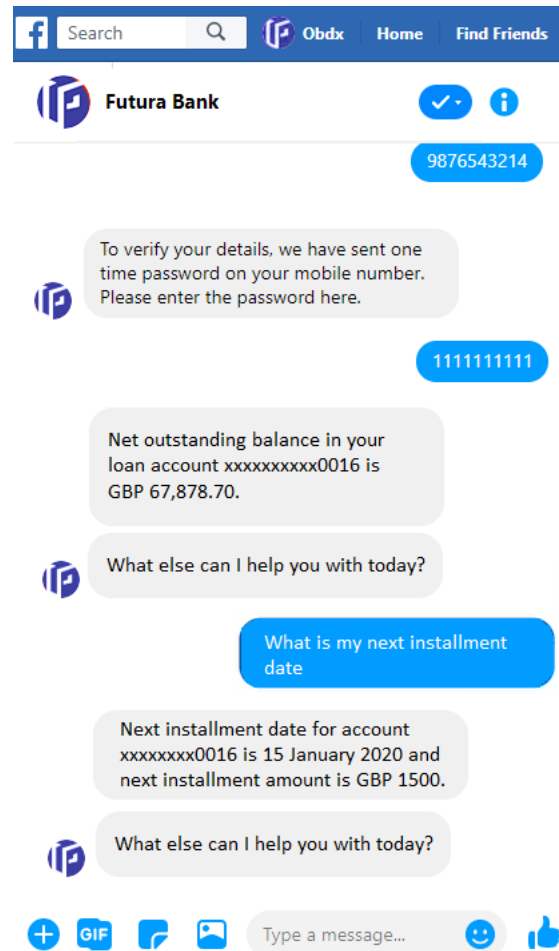 Search
Obdx
Home
Find Friends
Futura Bank
9876543214
To verify your details, we have sent one
time password on your mobile number.
Please enter the password here.
1111111111
Net outstanding balance in your
loan account xxxxxxxxxx0016 is
GBP 67,878.70.
What else can I help you with today?
What is my next installment
date
Next installment date for account
xxxxxxxx0016 is 15 January 2020 and
next installment amount is GBP 1500.
What else can I help you with today?
GIF
Type a message...